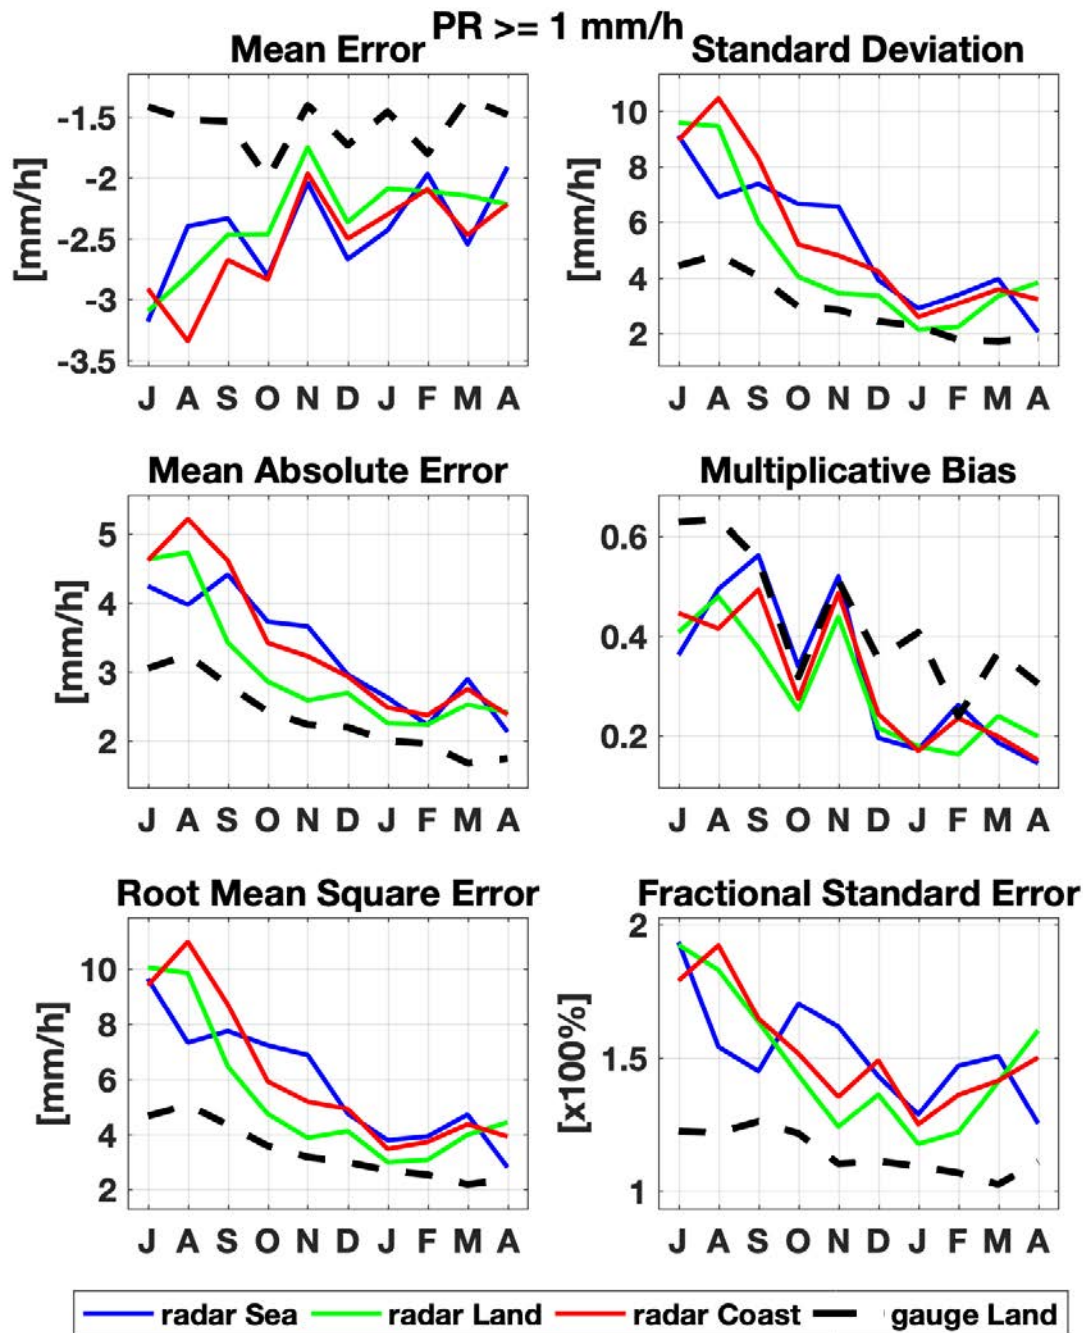 PR >= 1 mm/h
Mean Error
Standard Deviation
[mm/h]
-1.5
-2
-2.5
-3
-3.5
J A S O N D J F M A
[mm/h]
10
8
6
4
2
J A S O N D J F M A
Mean Absolute Error
Multiplicative Bias
[mm/h]
5
4
3
2
J A S O N D J F M A
0.6
0.4
0.2
J A S O N D J F M A
Root Mean Square Error
Fractional Standard Error
[mm/h]
10
8
6
4
2
J A S O N D J F M A
[x100%]
2
1.5
1
J A S O N D J F M A
radar Sea radar Land radar Coast gauge Land